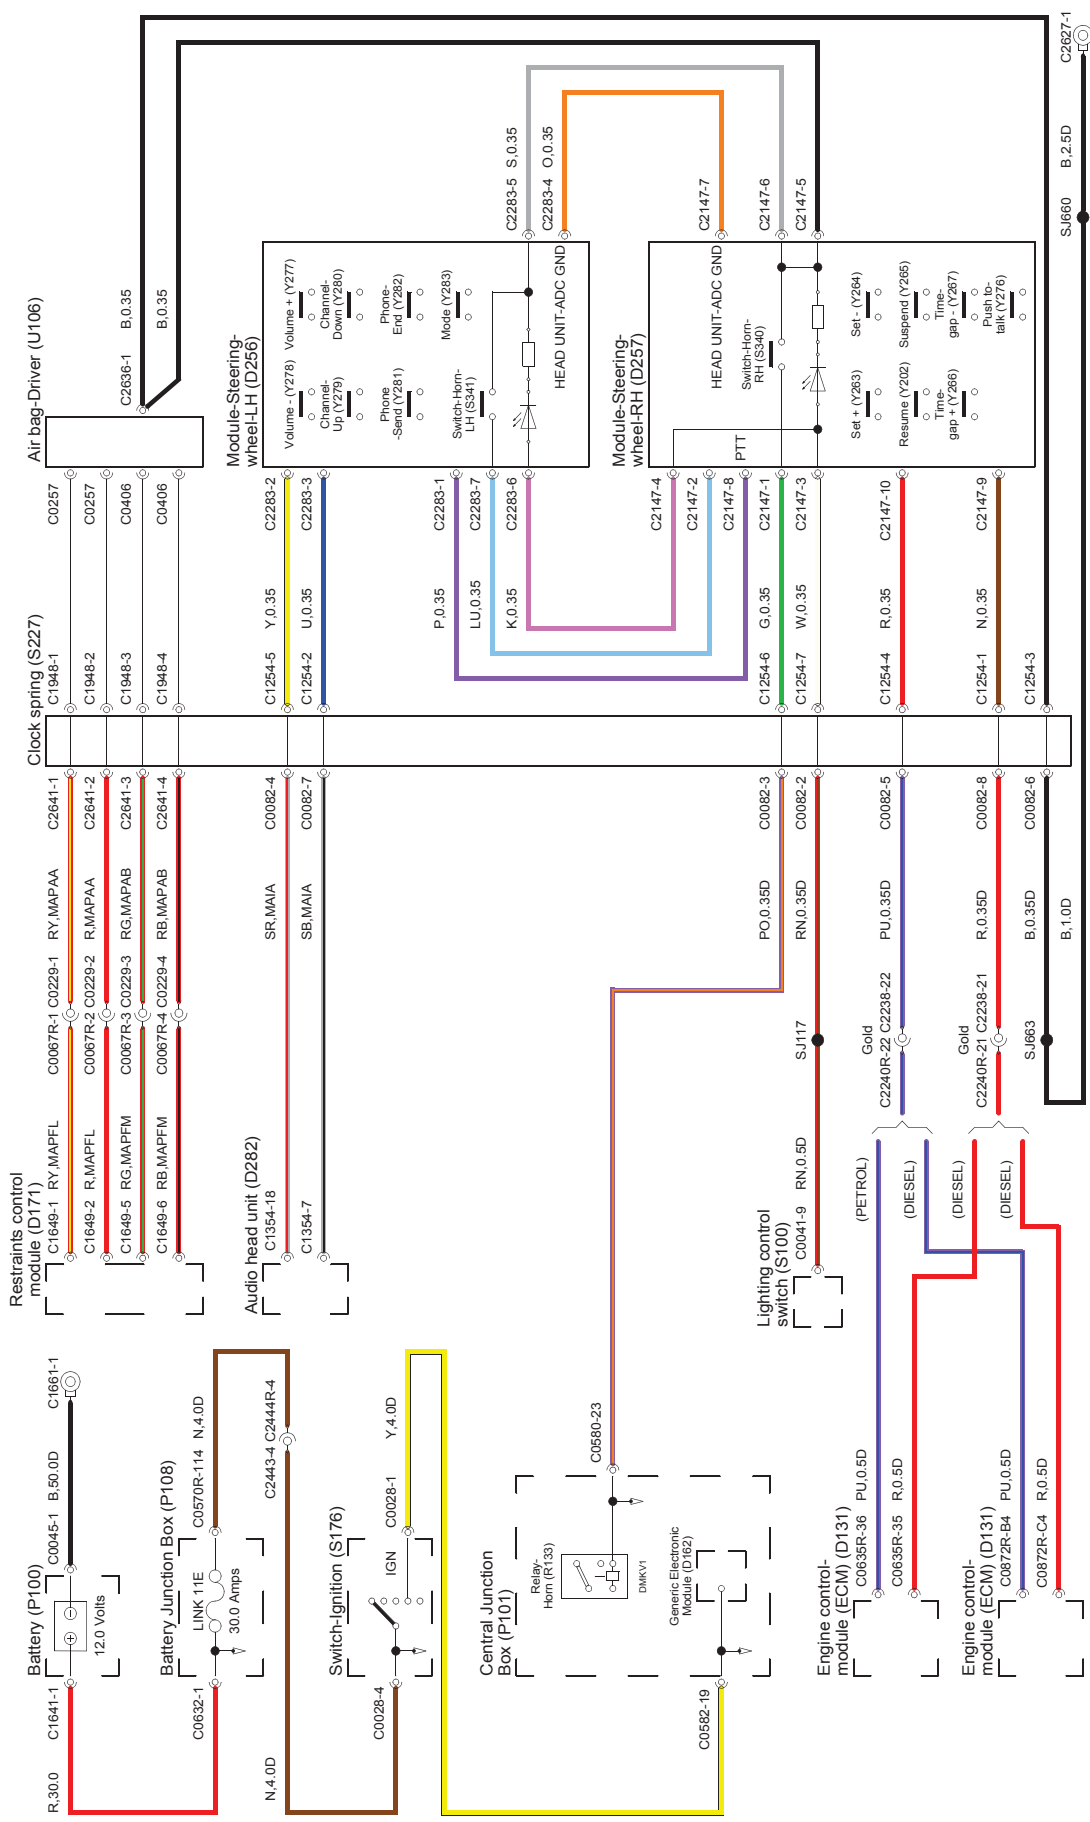 Restraints control
module (D171)
C1649-1 RY,MAPFL
C0067R-1 C0229-1
RY,MAPAA
C2641-1
C1649-2 R,MAPFL
C0067R-2 C0229-2
R,MAPAA
C2641-2
C1649-5 RG,MAPFM
C0067R-3 C0229-3
RG,MAPAB
C2641-3
C1649-6 RB,MAPFM
C0067R-4 C0229-4
RB,MAPAB
C2641-4
Clock spring (S227)
C1948-1
C0257
C1948-2
C0257
C1948-3
C0406
C1948-4
C0406
Air bag-Driver (U106)
C2636-1
B,0.35
B,0.35
Audio head unit (D282)
C1354-18
SR,MAIA
C0082-4
C1354-7
SB,MAIA
C0082-7
C1254-5
Y,0.35
C2283-2
C1254-2
U,0.35
C2283-3
Module-Steering-
wheel-LH (D256)
Volume - (Y278)
Volume + (Y277)
Channel-
Up (Y279)
Channel-
Down (Y280)
Phone
-Send (Y281)
Phone-
End (Y282)
Mode (Y283)
Switch-Horn-
LH (S341)
HEAD UNIT-ADC GND
P,0.35
C2283-1
LU,0.35
C2283-7
K,0.35
C2283-6
C2283-5
S,0.35
C2283-4
O,0.35
Module-Steering-
wheel-RH (D257)
HEAD UNIT-ADC GND
Switch-Horn-
RH (S340)
PTT
Set + (Y263)
Set - (Y264)
Resume (Y202)
Suspend (Y265)
Time-
gap + (Y266)
Time-
gap - (Y267)
Push to-
talk (Y276)
C2147-4
C2147-2
C2147-8
C2147-1
C2147-3
C2147-10
C2147-9
C2147-7
C2147-6
C2147-5
C1254-6
G,0.35
C1254-7
W,0.35
C1254-4
R,0.35
C1254-1
N,0.35
C1254-3
PO,0.35D
C0082-3
RN,0.35D
C0082-2
PU,0.35D
C0082-5
R,0.35D
C0082-8
B,0.35D
C0082-6
B,1.0D
SJ117
SJ663
SJ660
B,2.5D
C2627-1
Gold
C2240R-22 C2238-22
Gold
C2240R-21 C2238-21
Lighting control
switch (S100)
C0041-9
RN,0.5D
(PETROL)
(DIESEL)
(DIESEL)
(DIESEL)
Battery (P100)
12.0 Volts
C0045-1
B,50.0D
C1661-1
C1641-1
R,30.0
Battery Junction Box (P108)
LINK 11E
30.0 Amps
C0632-1
C0570R-114
N,4.0D
C2443-4 C2444R-4
Switch-Ignition (S176)
IGN
N,4.0D
C0028-4
C0028-1
Y,4.0D
Central Junction
Box (P101)
Relay-
Horn (R133)
DMKV1
Generic Electronic
Module (D162)
C0580-23
C0582-19
Engine control-
module (ECM) (D131)
C0635R-36
PU,0.5D
C0635R-35
R,0.5D
Engine control-
module (ECM) (D131)
C0872R-B4
PU,0.5D
C0872R-C4
R,0.5D